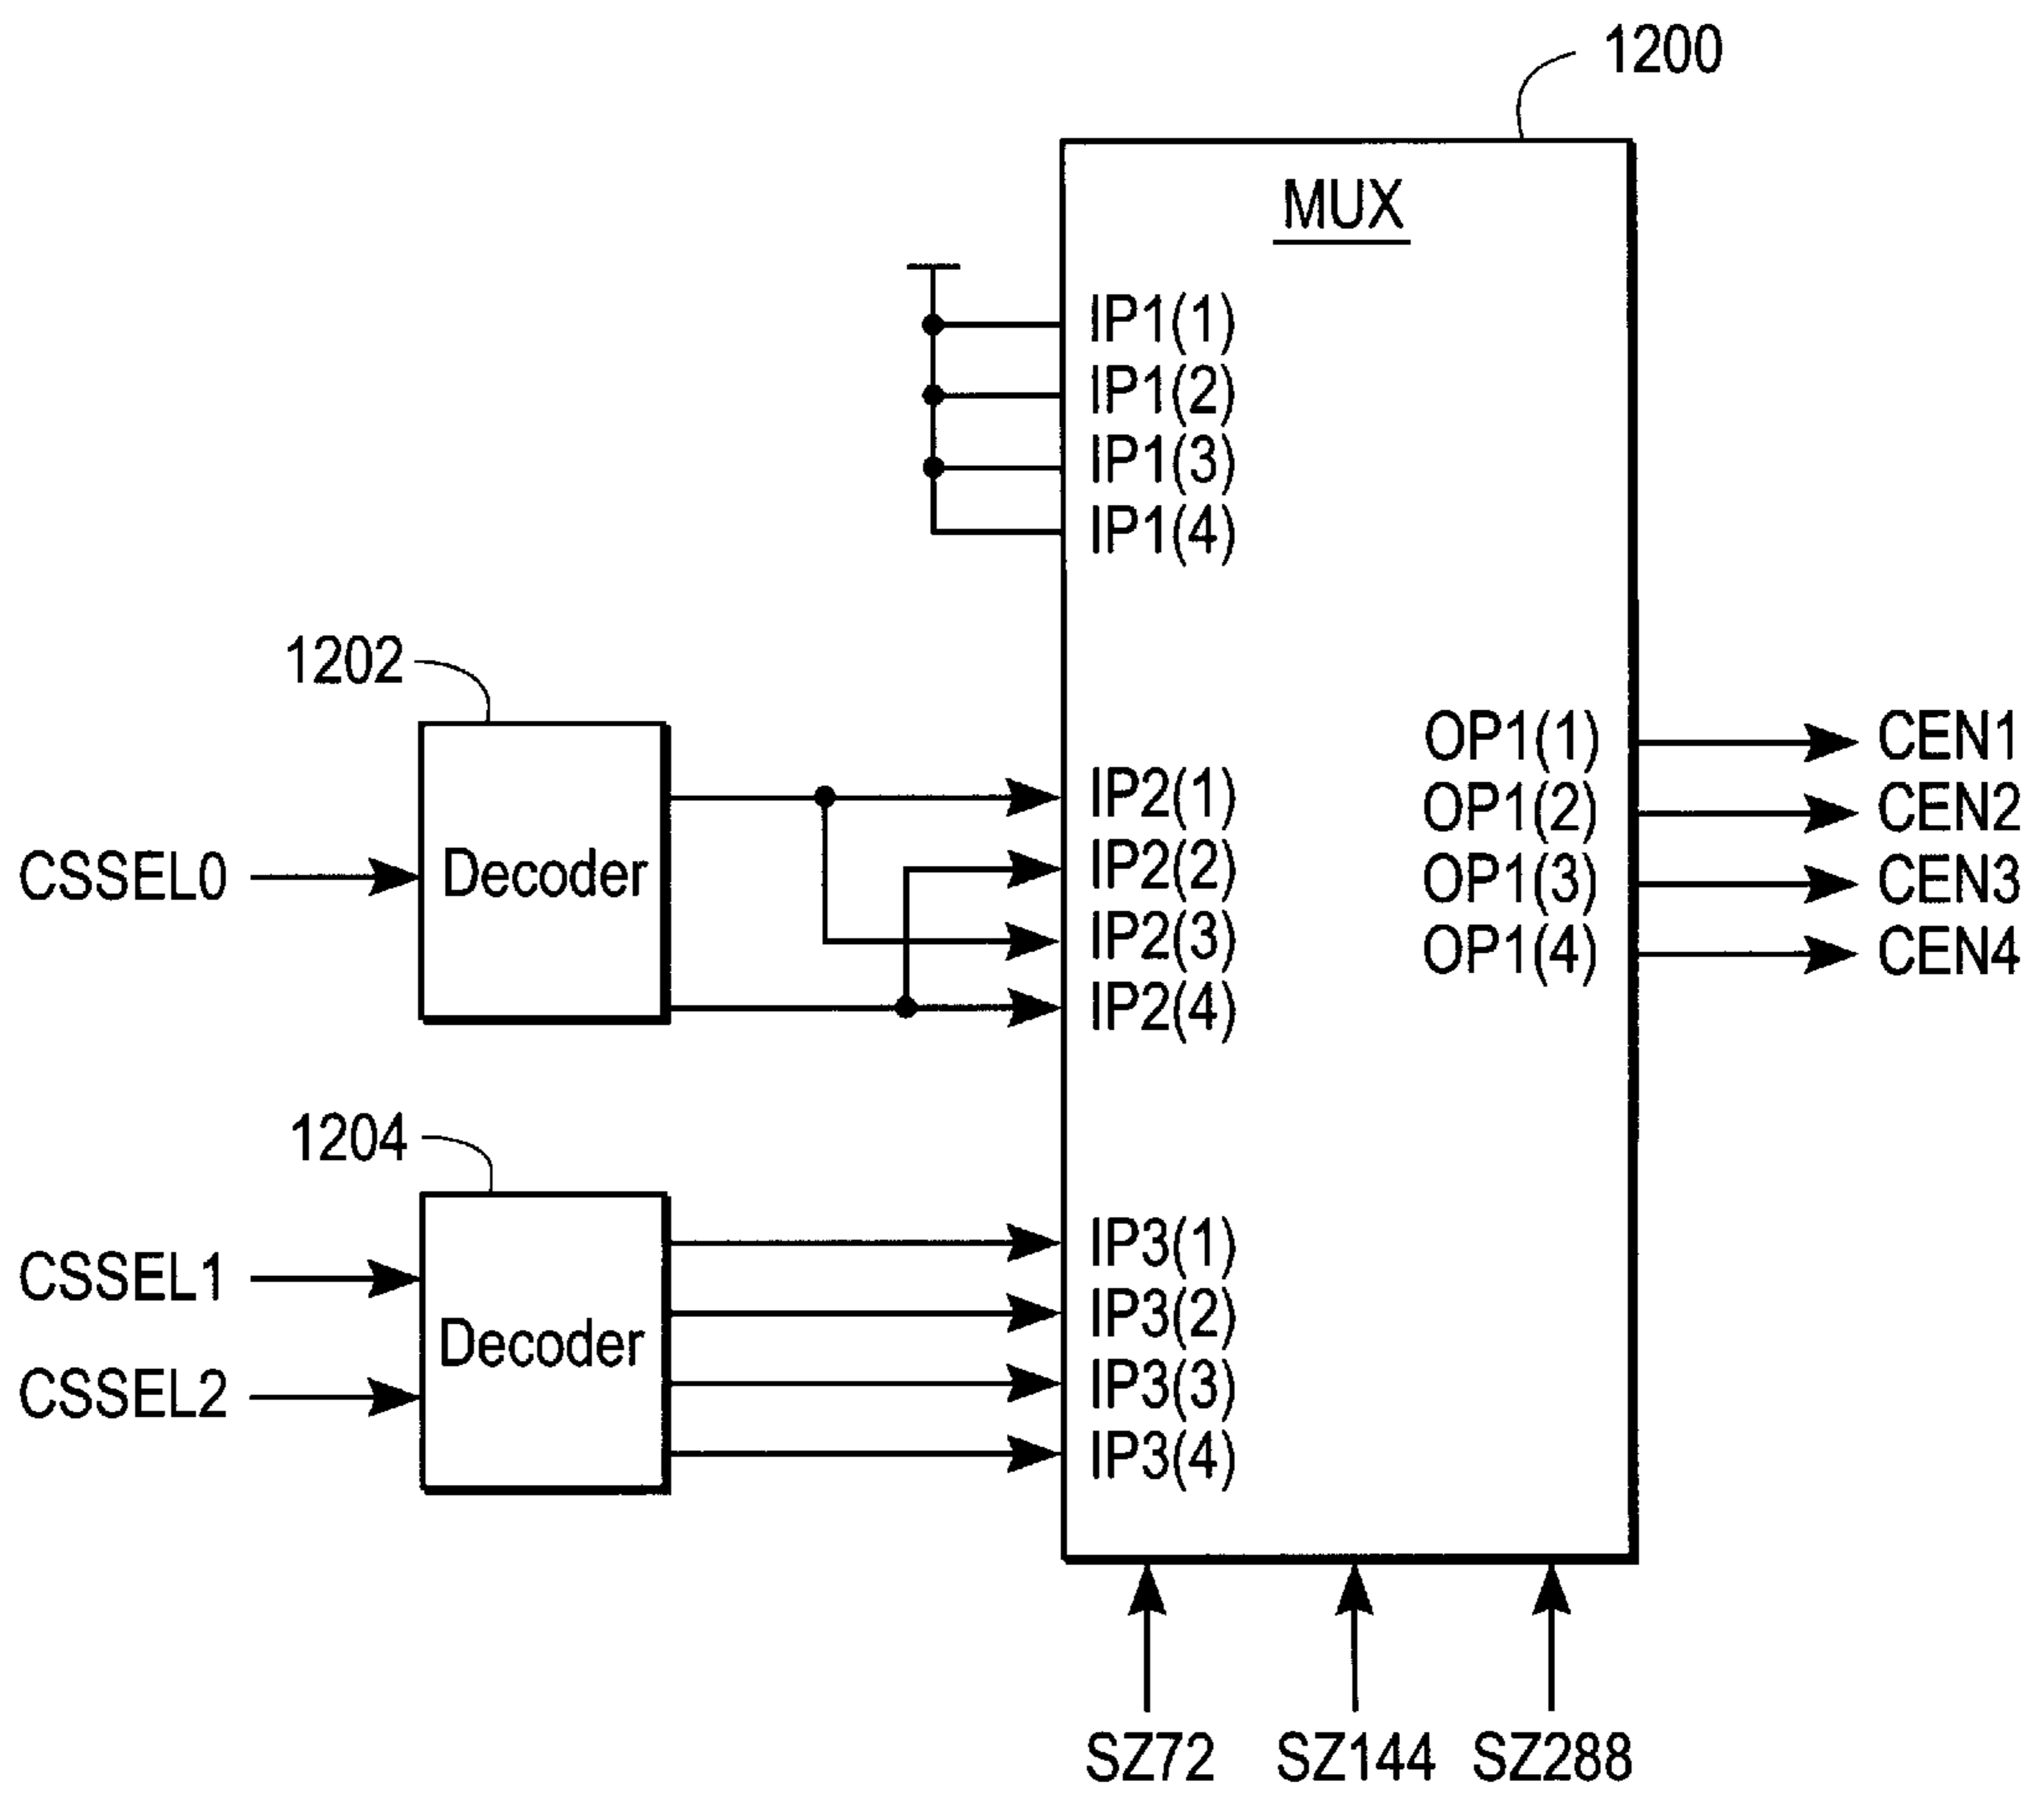 1200
MUX
IP1(1)
IP1(2)
IP1(3)
IP1(4)
1202
Decoder
CSSEL0
IP2(1)
IP2(2)
IP2(3)
IP2(4)
OP1(1) CEN1
OP1(2) CEN2
OP1(3) CEN3
OP1(4) CEN4
1204
CSSEL1
CSSEL2
Decoder
IP3(1)
IP3(2)
IP3(3)
IP3(4)
SZ72 SZ144 SZ288